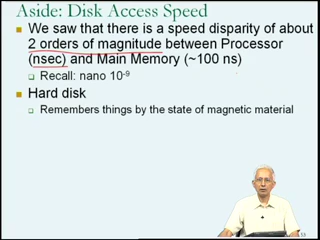 Aside: Disk Access Speed
We saw that there is a speed disparity of about
2 orders of magnitude between Processor
(nsec) and Main Memory (~100 ns)
Recall: nano 10⁻⁹
Hard disk
Remembers things by the state of magnetic material